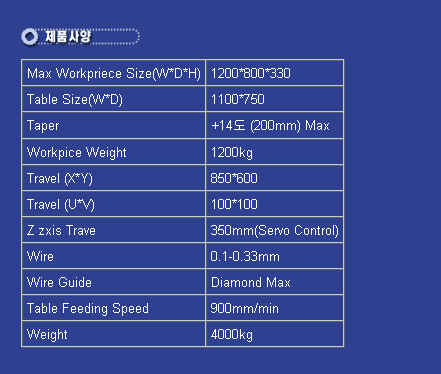 제품사양
Max Workpriece Size(W*D*H) 1200*800*330
Table Size(W*D) 1100*750
Taper +14도 (200mm) Max
Workpice Weight 1200kg
Travel (X*Y) 850*600
Travel (U*V) 100*100
Z zxis Trave 350mm(Servo Control)
Wire 0.1-0.33mm
Wire Guide Diamond Max
Table Feeding Speed 900mm/min
Weight 4000kg